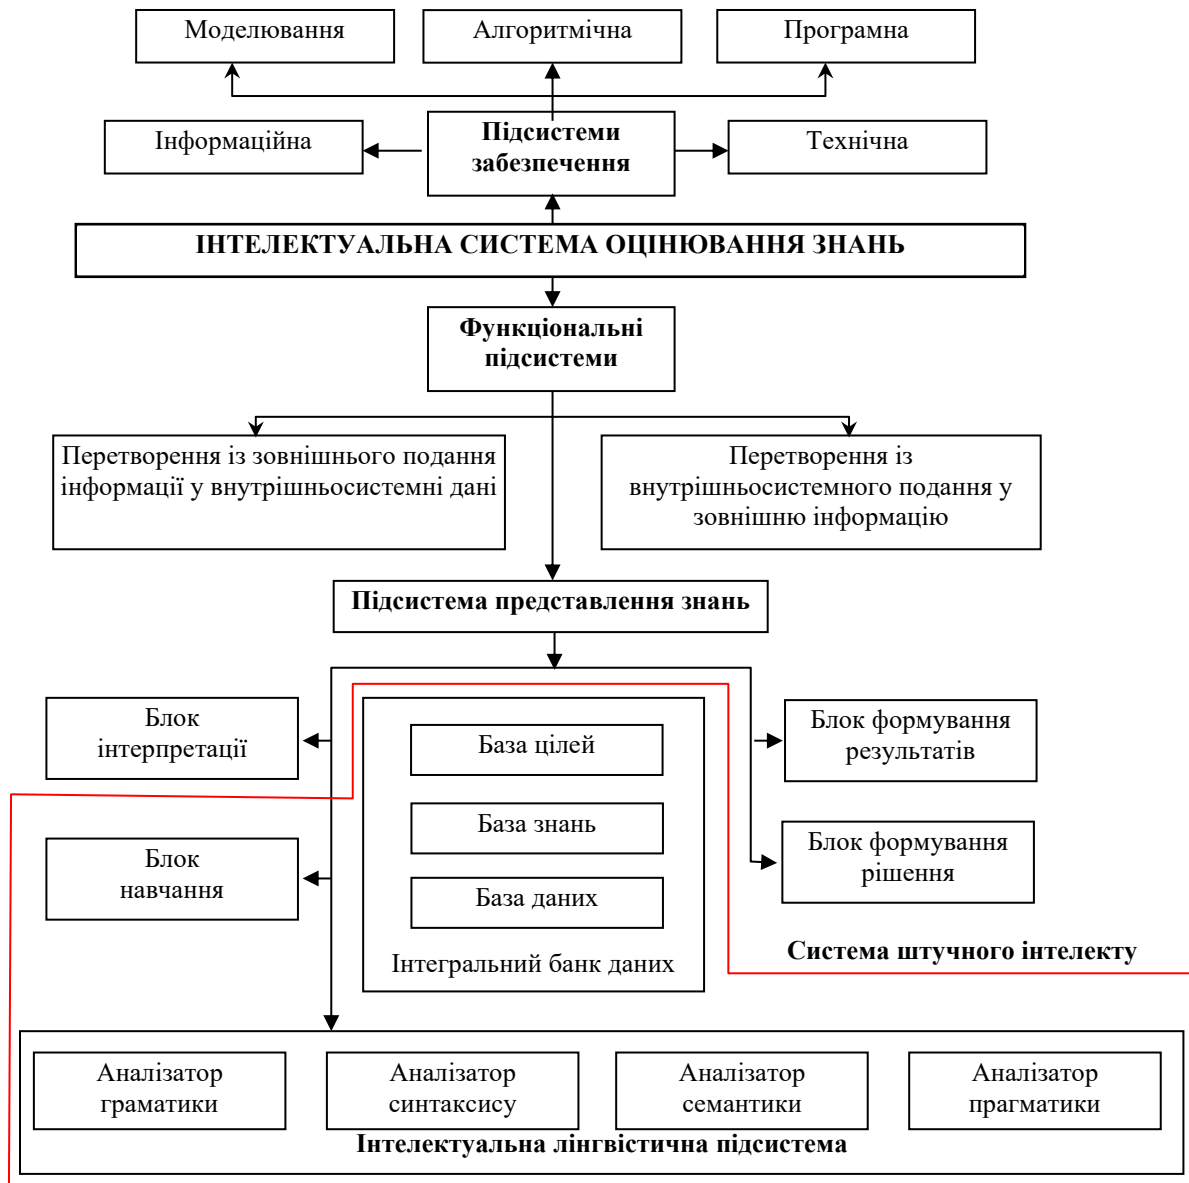 Моделювання
Алгоритмічна
Програмна
Інформаційна
Підсистеми
забезпечення
Технічна
ІНТЕЛЕКТУАЛЬНА СИСТЕМА ОЦІНЮВАННЯ ЗНАНЬ
Функціональні
підсистеми
Перетворення із зовнішнього подання
інформації у внутрішньосистемні дані
Перетворення із
внутрішньосистемного подання у
зовнішню інформацію
Підсистема представлення знань
Блок
інтерпретації
База цілей
Блок формування
результатів
База знань
Блок
навчання
Блок формування
рішення
База даних
Інтегральний банк даних
Система штучного інтелекту
Аналізатор
граматики
Аналізатор
синтаксису
Аналізатор
семантики
Аналізатор
прагматики
Інтелектуальна лінгвістична підсистема